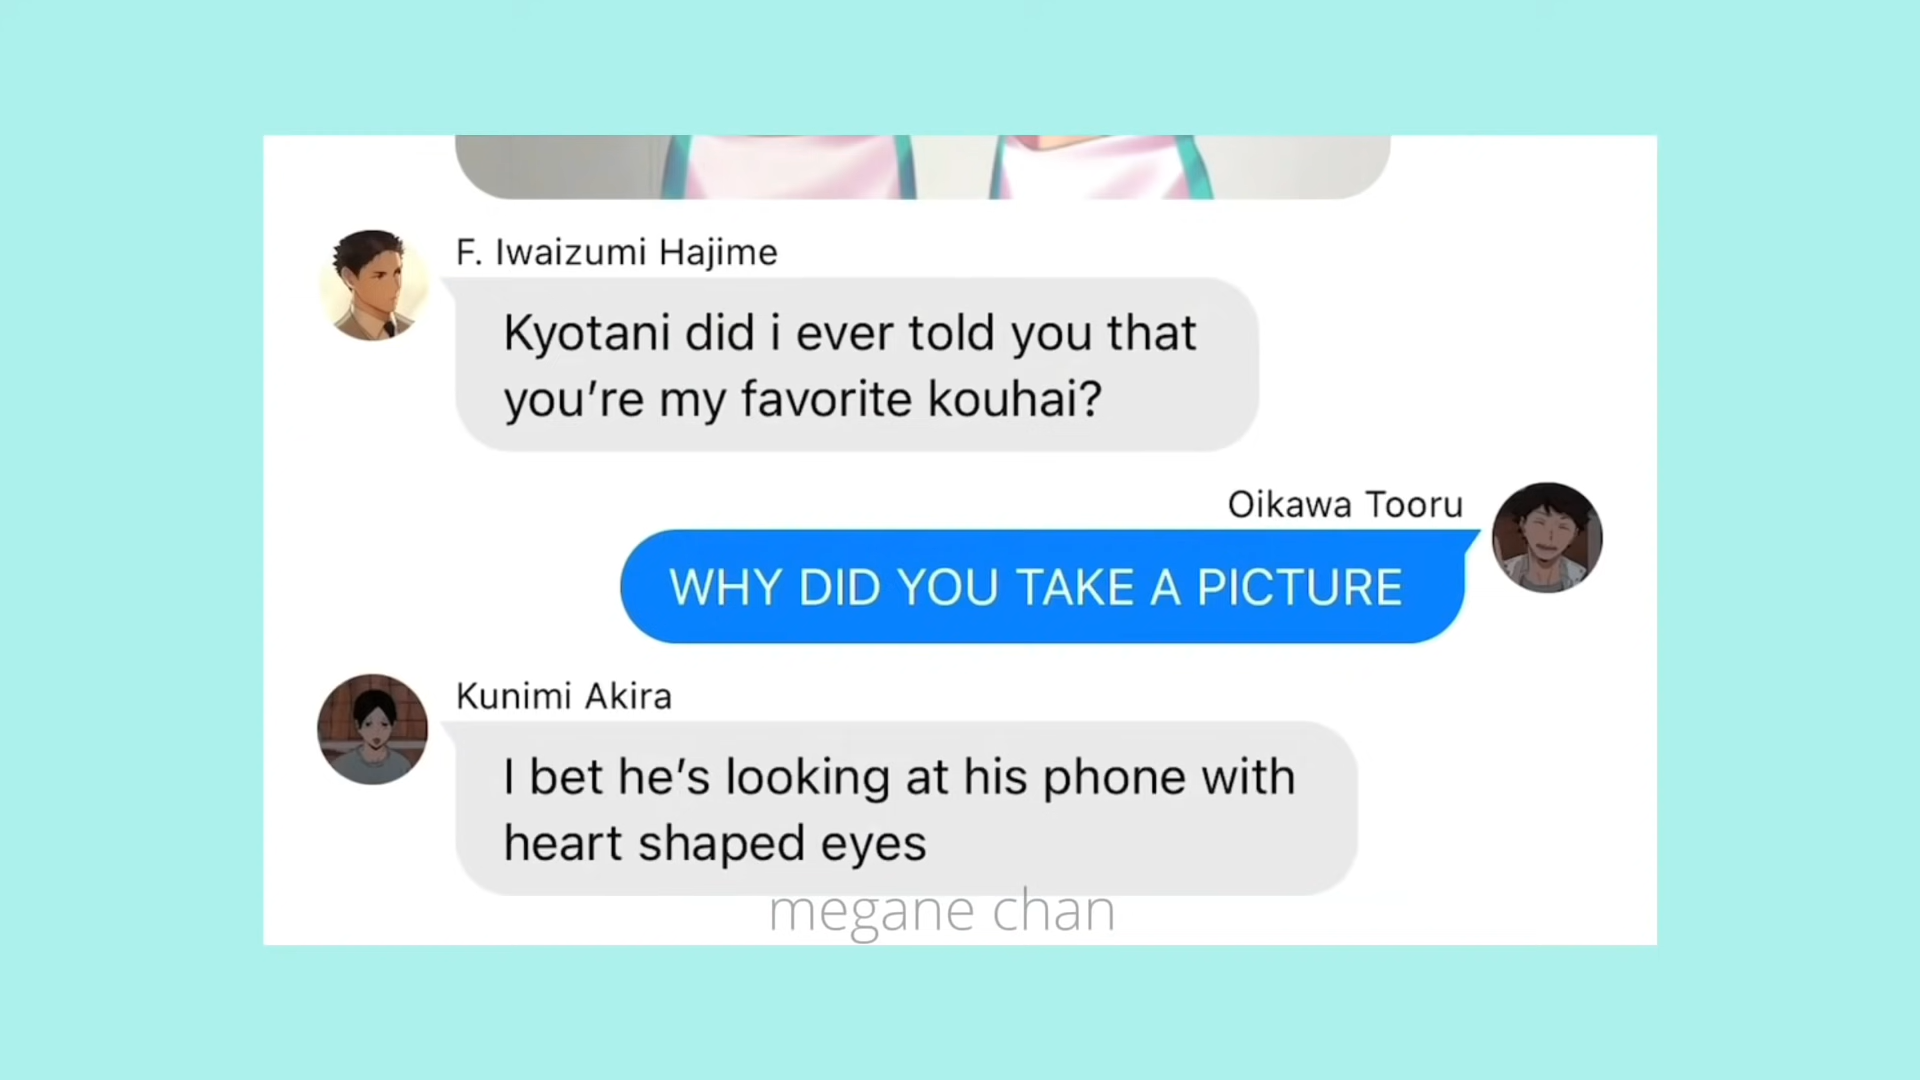 F. Iwaizumi Hajime
Kyotani did i ever told you that
you’re my favorite kouhai?
Oikawa Tooru
WHY DID YOU TAKE A PICTURE
Kunimi Akira
I bet he’s looking at his phone with
heart shaped eyes
megane chan